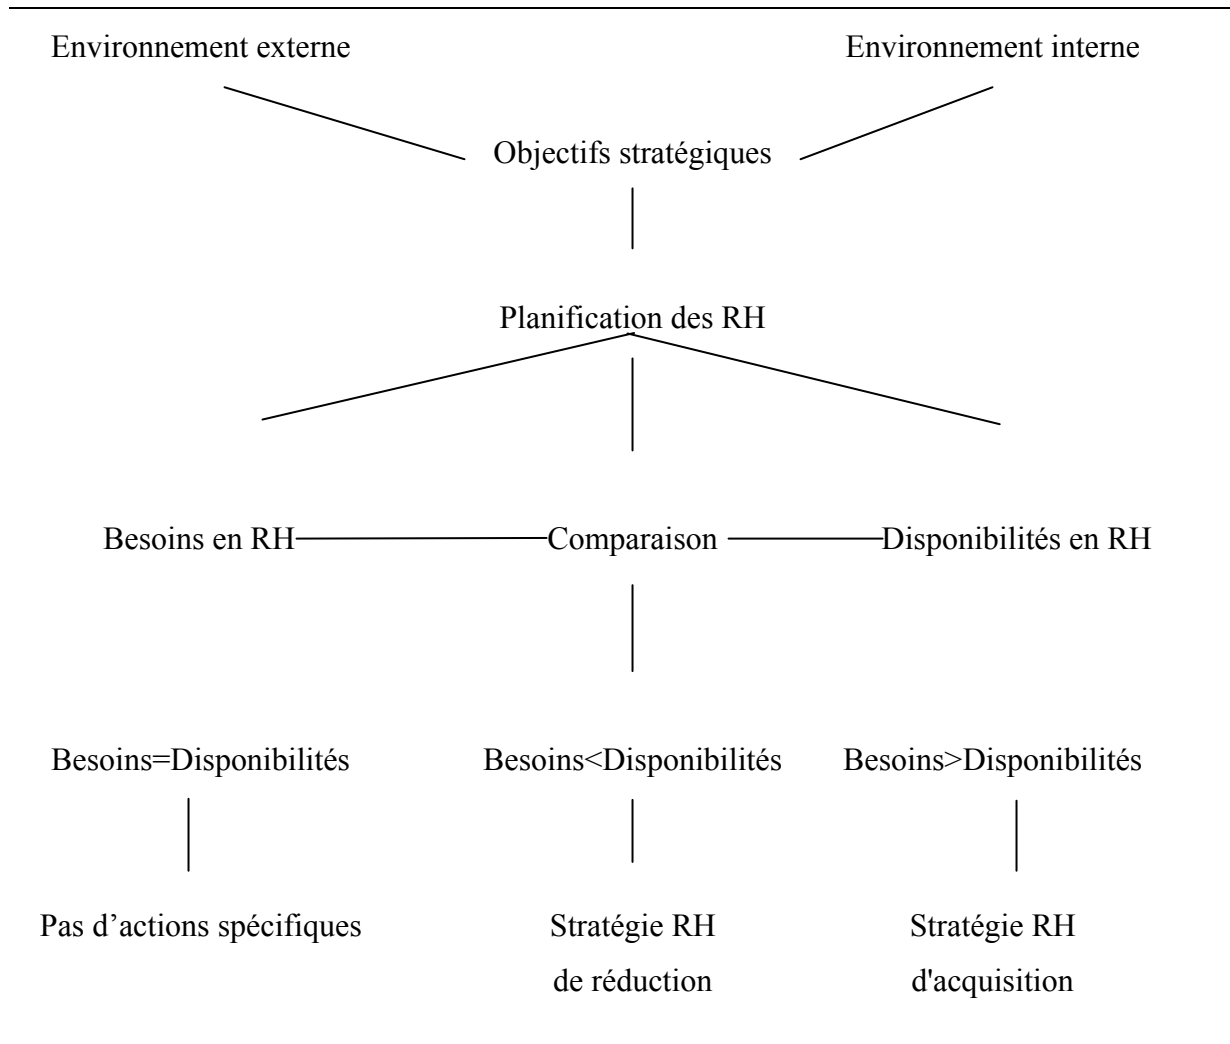 Environnement externe
Environnement interne
Objectifs stratégiques
Planification des RH
Besoins en RH
Comparaison
Disponibilités en RH
Besoins=Disponibilités
Besoins<Disponibilités
Besoins>Disponibilités
Pas d’actions spécifiques
Stratégie RH
de réduction
Stratégie RH
d'acquisition